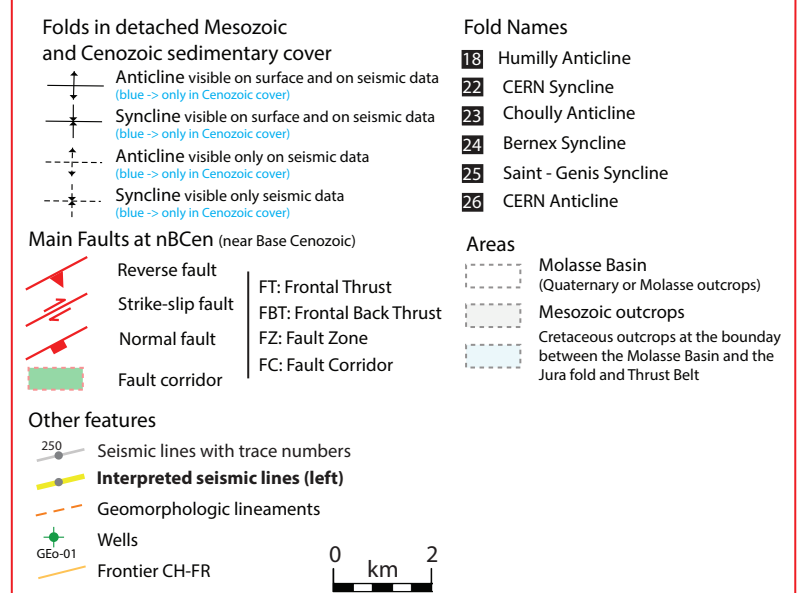 Folds in detached Mesozoic
and Cenozoic sedimentary cover
Anticline visible on surface and on seismic data
(blue -> only in Cenozoic cover)
Syncline visible on surface and on seismic data
(blue -> only in Cenozoic cover)
Anticline visible only on seismic data
(blue -> only in Cenozoic cover)
Syncline visible only seismic data
(blue -> only in Cenozoic cover)
Fold Names
18 Humilly Anticline
22 CERN Syncline
23 Choully Anticline
24 Bernex Syncline
25 Saint - Genis Syncline
26 CERN Anticline
Main Faults at nBCen (near Base Cenozoic)
Reverse fault
Strike-slip fault
Normal fault
Fault corridor
FT: Frontal Thrust
FBT: Frontal Back Thrust
FZ: Fault Zone
FC: Fault Corridor
Areas
Molasse Basin
(Quaternary or Molasse outcrops)
Mesozoic outcrops
Cretaceous outcrops at the bounday
between the Molasse Basin and the
Jura fold and Thrust Belt
Other features
250 Seismic lines with trace numbers
Interpreted seismic lines (left)
Geomorphologic lineaments
Wells
GEo-01
Frontier CH-FR
0 2
km